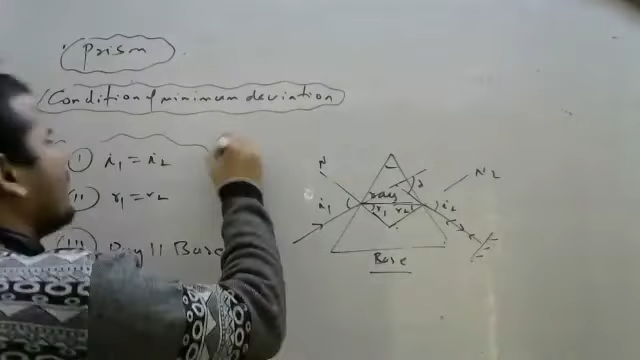 Prism
Condition of minimum deviation
(I) i₁ = i₂
(II) r₁ = r₂
(III) Ray || Base
N
N2
δ
ray
i₁
r₁
r₂
i₂
Base